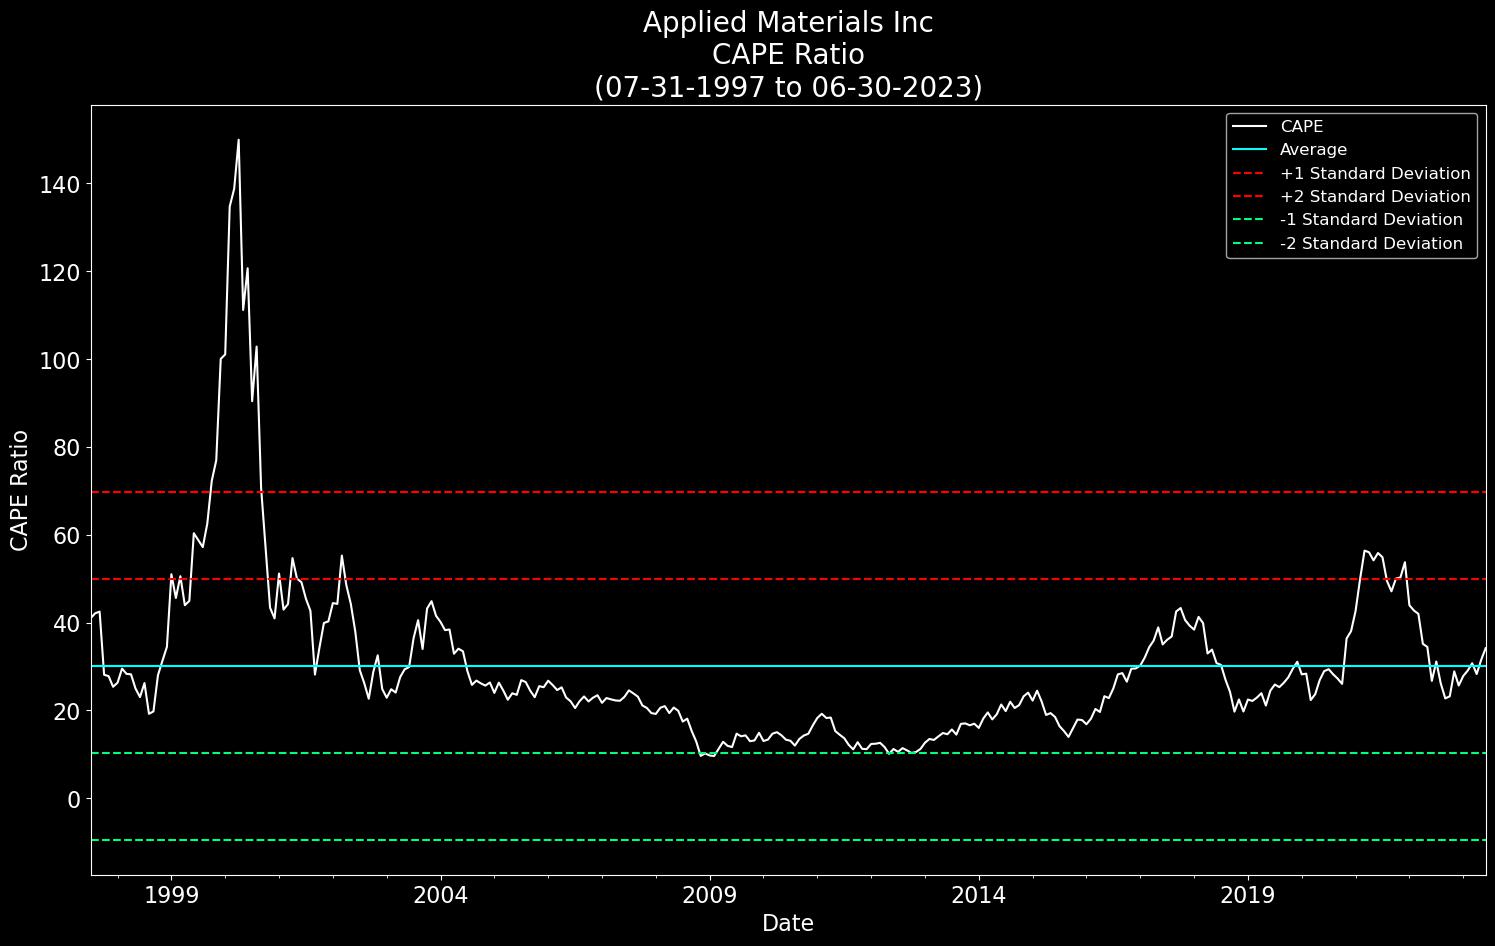 Applied Materials Inc
CAPE Ratio
(07-31-1997 to 06-30-2023)
CAPE
Average
+1 Standard Deviation
+2 Standard Deviation
-1 Standard Deviation
-2 Standard Deviation
CAPE Ratio
140
120
100
80
60
40
20
0
1999
2004
2009
2014
2019
Date